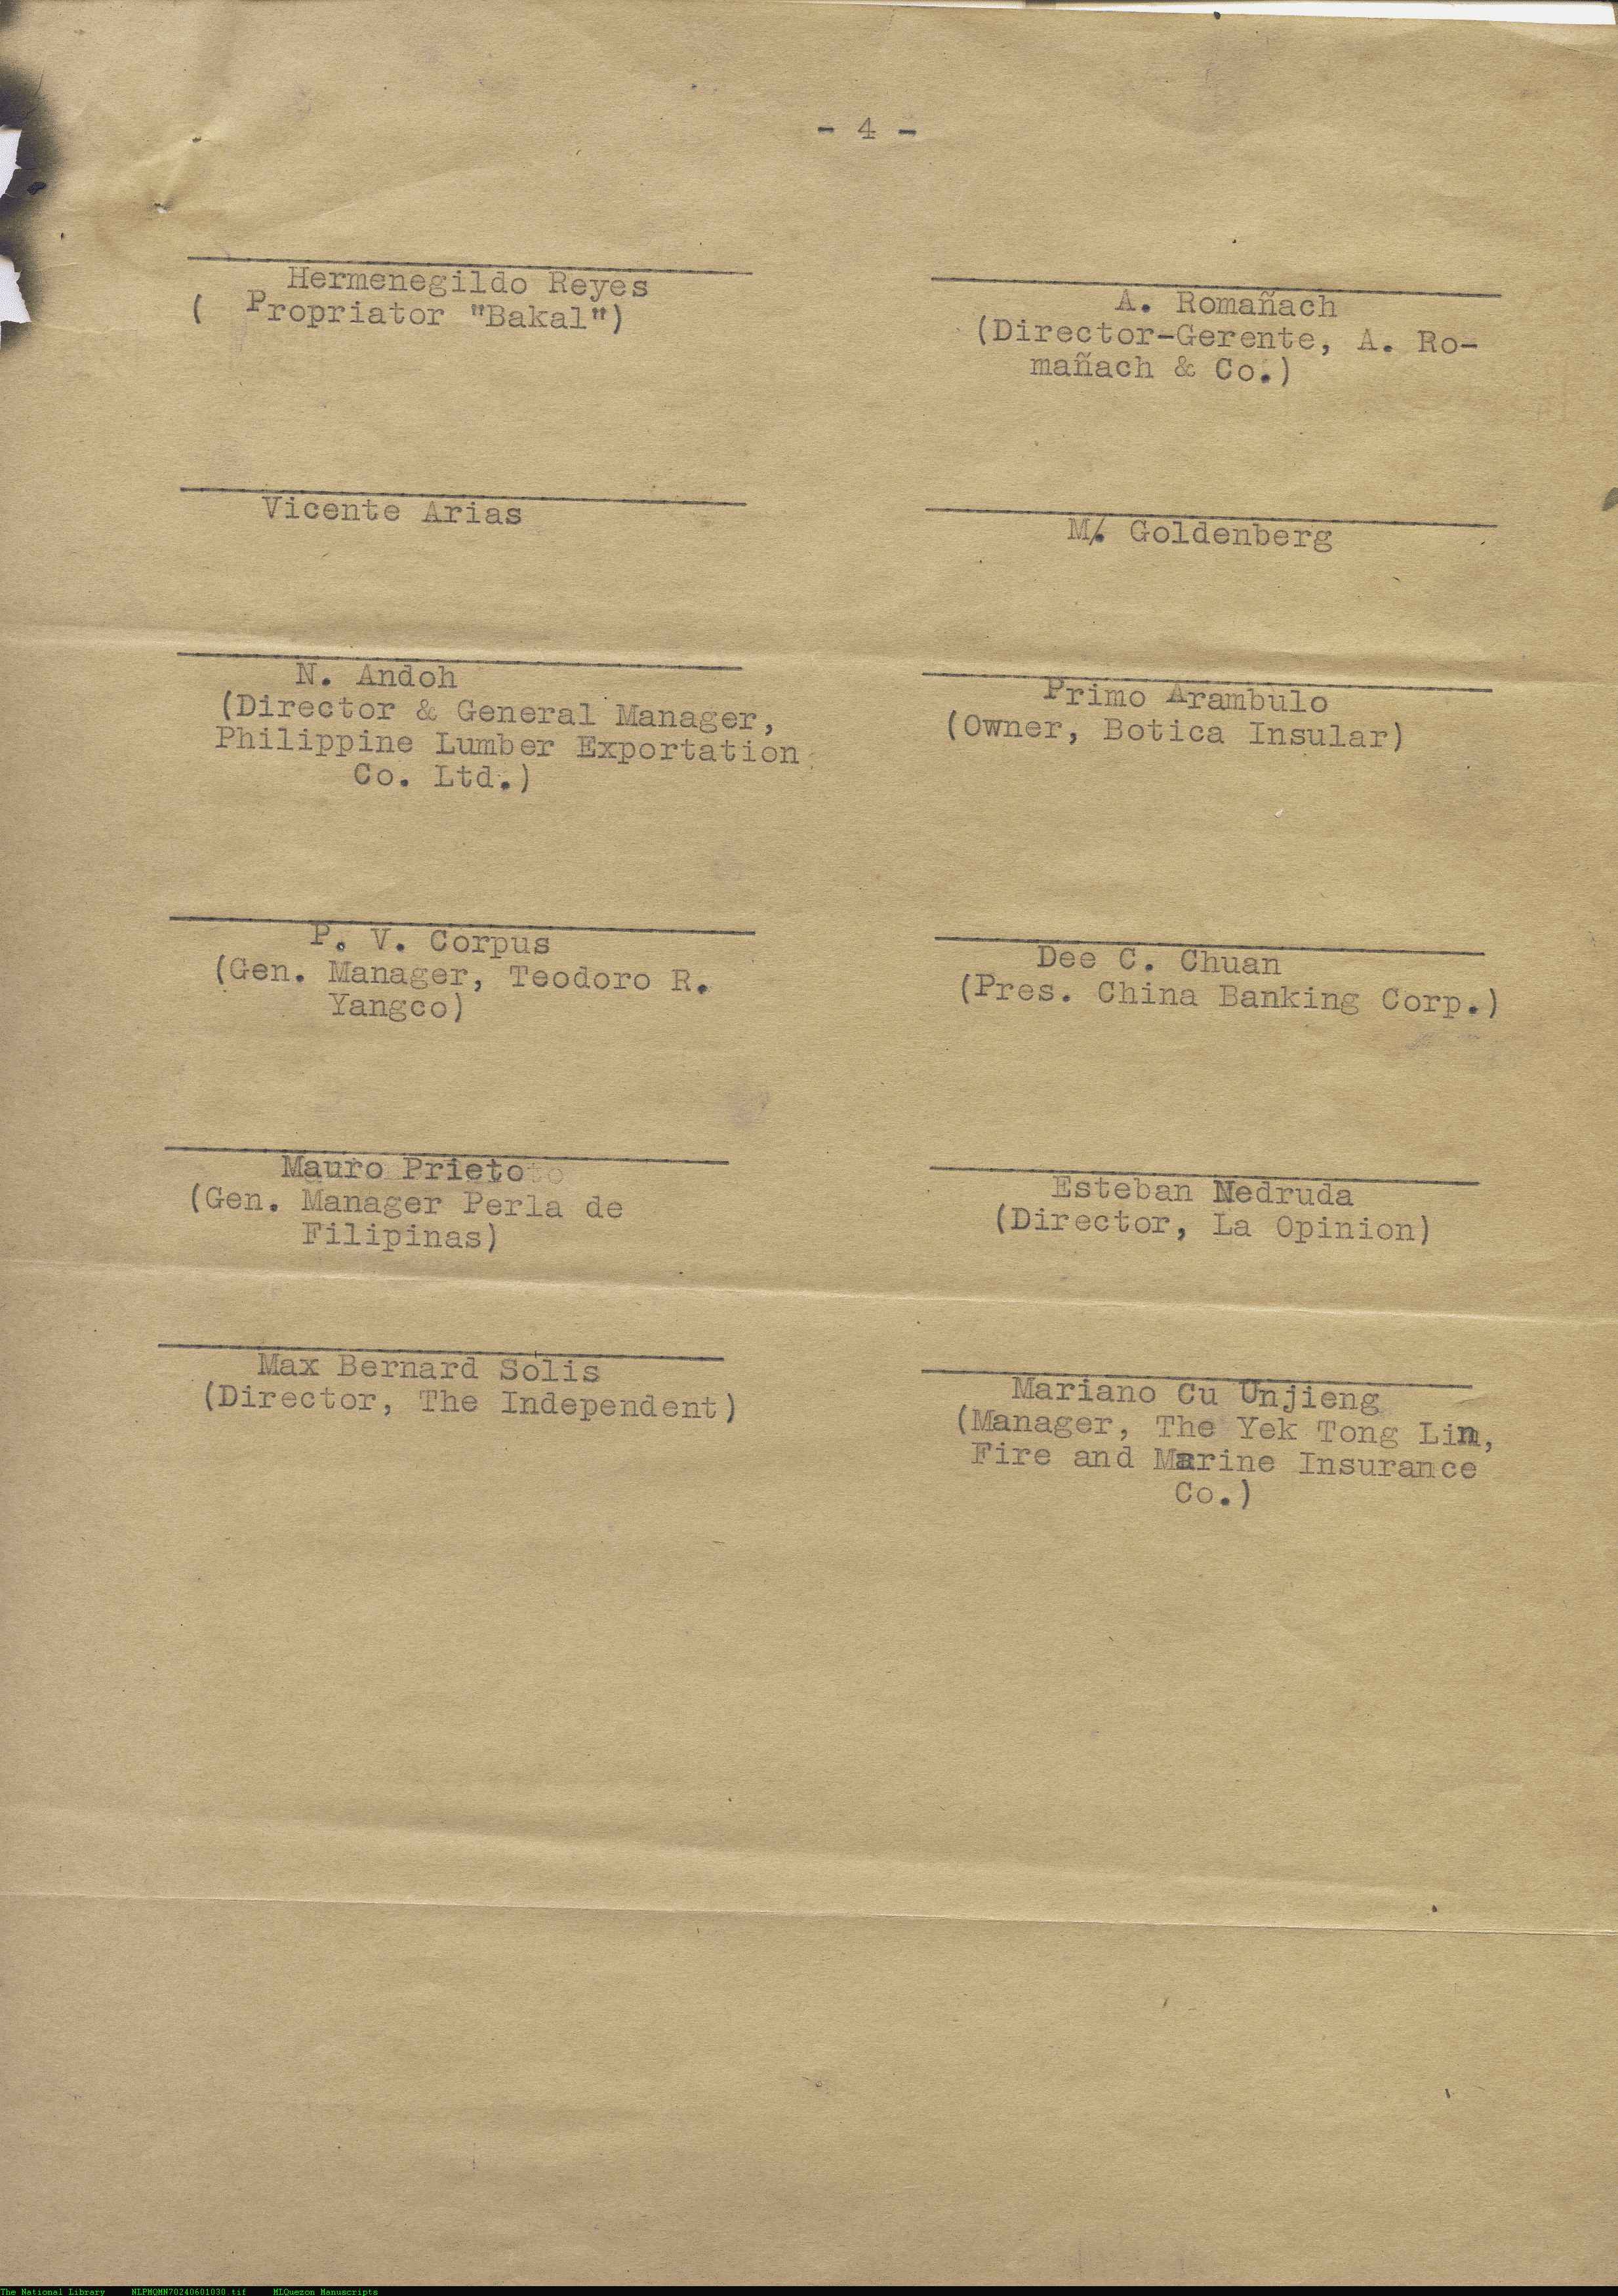 - 4 -
Hermenegildo Reyes
( Propriator "Bakal")
A. Romañach
(Director-Gerente, A. Ro-
mañach & Co.)
Vicente Arias
M/. Goldenberg
N. Andoh
(Director & General Manager,
Philippine Lumber Exportation
Co. Ltd.)
Primo Arambulo
(Owner, Botica Insular)
P. V. Corpus
(Gen. Manager, Teodoro R.
Yangco)
Dee C. Chuan
(Pres. China Banking Corp.)
Mauro Prieto
(Gen. Manager Perla de
Filipinas)
Esteban Nedruda
(Director, La Opinion)
Max Bernard Solis
(Director, The Independent)
Mariano Cu Unjieng
(Manager, The Yek Tong Lin,
Fire and Marine Insurance
Co.)
The National Library NLPMQMN70240601030.tif MLQuezon Manuscripts